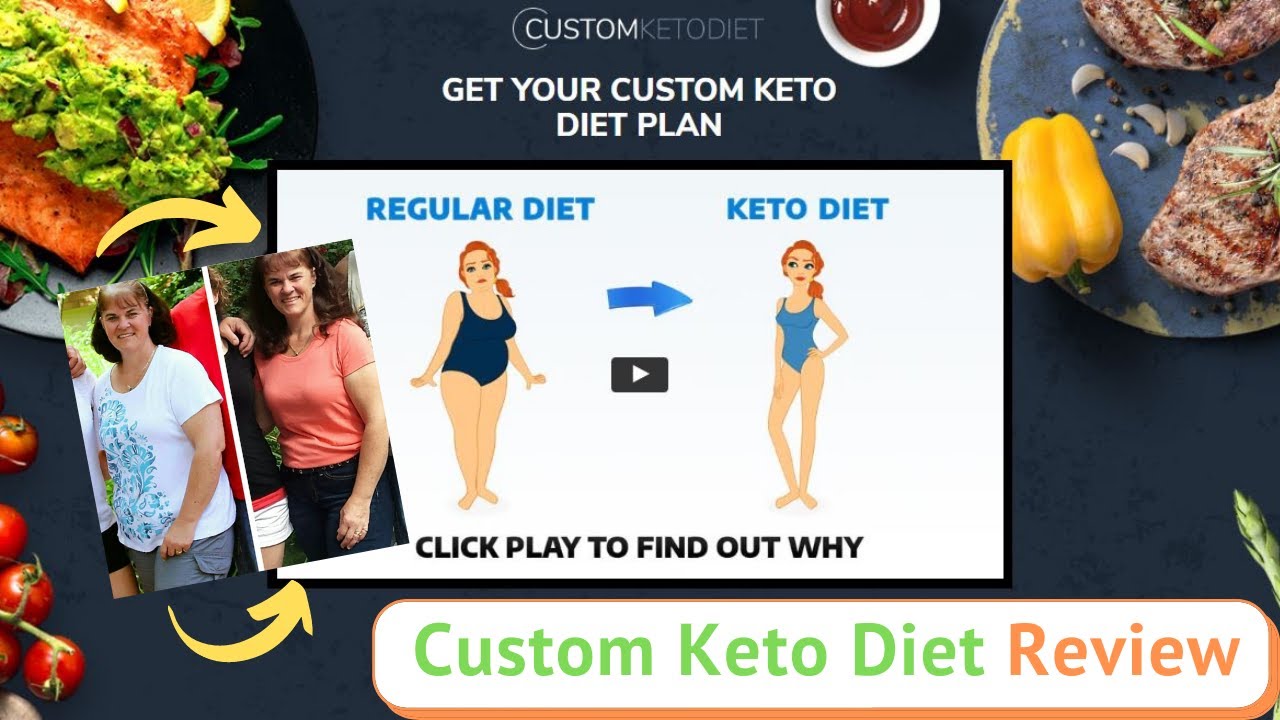 CUSTOMKETODIET
GET YOUR CUSTOM KETO
DIET PLAN
REGULAR DIET
KETO DIET
CLICK PLAY TO FIND OUT WHY
Custom Keto Diet Review